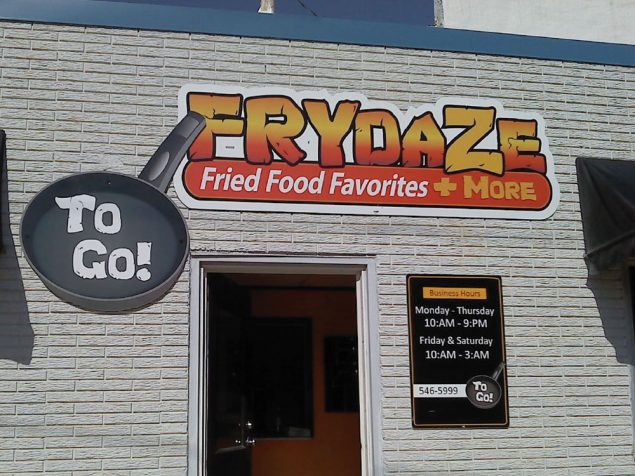 FRYDAZE
Fried Food Favorites + MORE
TO
GO!
Business Hours
Monday - Thursday
10:AM - 9:PM
Friday & Saturday
10:AM - 3:AM
546-5999
TO
GO!